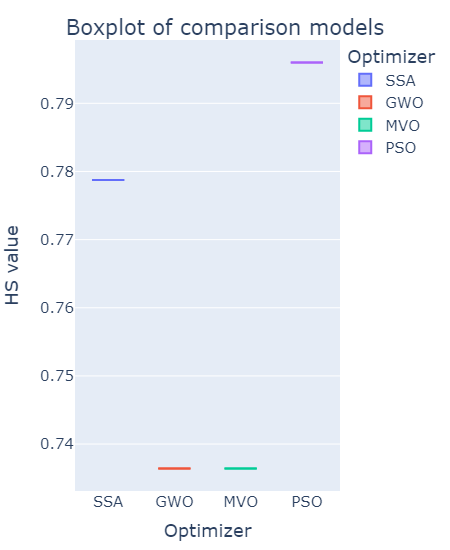 Boxplot of comparison models
Optimizer
SSA
GWO
MVO
PSO
HS value
0.79
0.78
0.77
0.76
0.75
0.74
SSA GWO MVO PSO
Optimizer